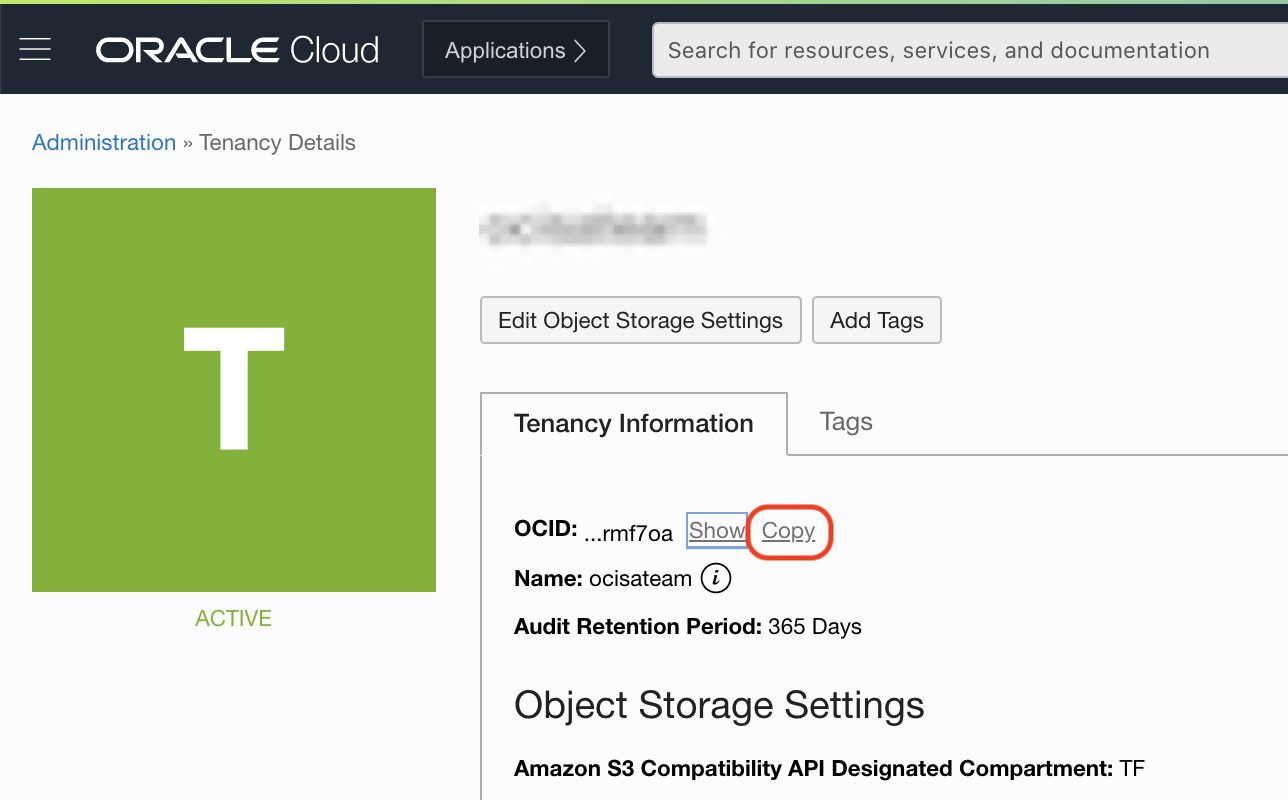 ORACLE Cloud Applications Search for resources, services, and documentation
Administration » Tenancy Details
T
ACTIVE
Edit Object Storage Settings Add Tags
Tenancy Information Tags
OCID: ...rmf7oa Show Copy
Name: ocisateam i
Audit Retention Period: 365 Days
Object Storage Settings
Amazon S3 Compatibility API Designated Compartment: TF